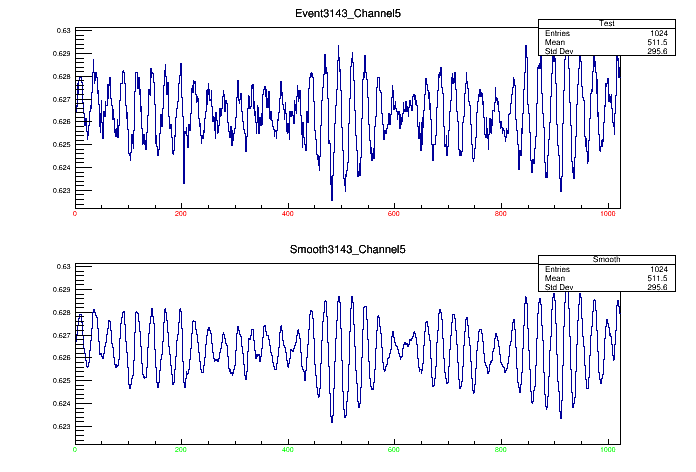 Event3143_Channel5
Test
Entries 1024
Mean 511.5
Std Dev 295.6
0.63
0.629
0.628
0.627
0.626
0.625
0.624
0.623
0 200 400 600 800 1000
Smooth3143_Channel5
Smooth
Entries 1024
Mean 511.5
Std Dev 295.6
0.63
0.629
0.628
0.627
0.626
0.625
0.624
0.623
0 200 400 600 800 1000